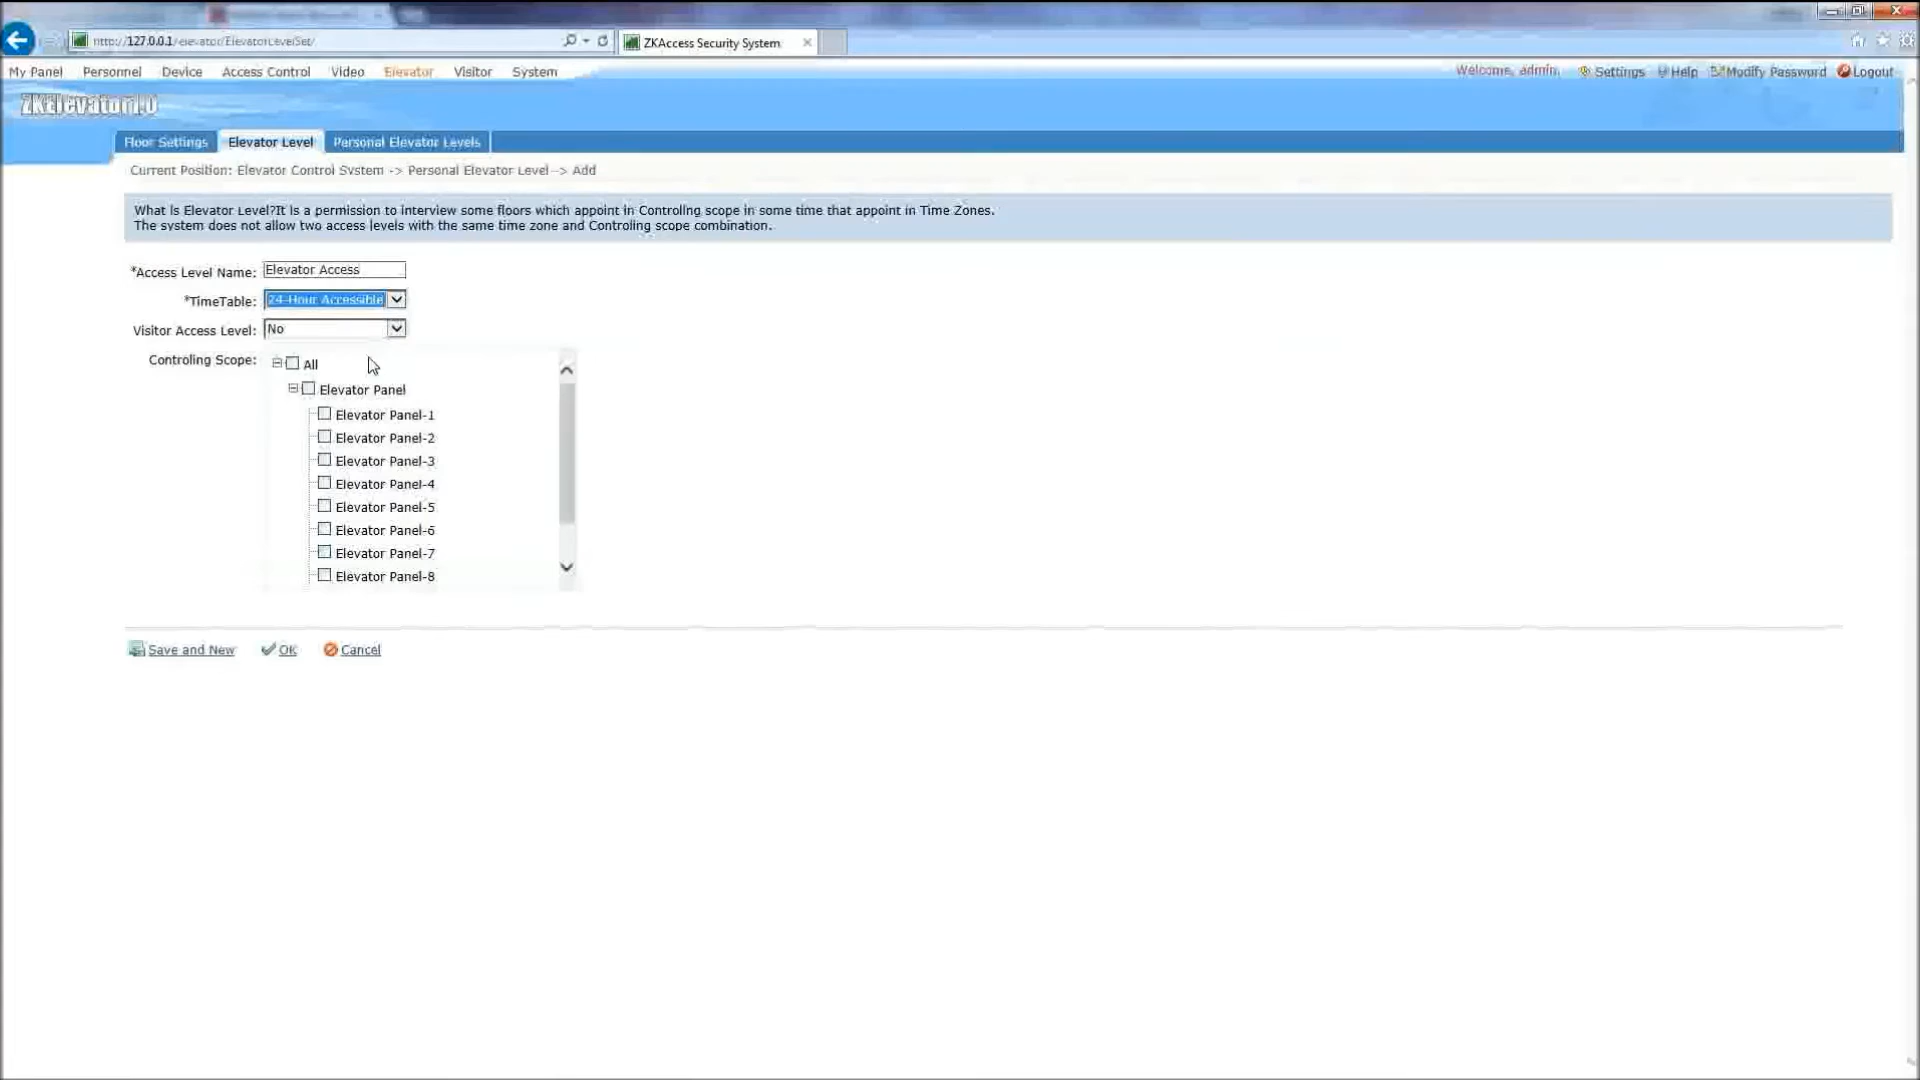 http://127.0.0.1/elevator/ElevatorLevelSet/
ZKAccess Security System
My Panel Personnel Device Access Control Video Elevator Visitor System
Welcome, admin. Settings Help Modify Password Logout
ZKElevator1.0
Floor Settings Elevator Level Personal Elevator Levels
Current Position: Elevator Control System -> Personal Elevator Level -> Add
What is Elevator Level?It is a permission to interview some floors which appoint in Controling scope in some time that appoint in Time Zones.
The system does not allow two access levels with the same time zone and Controling scope combination.
*Access Level Name: Elevator Access
*TimeTable: 24-Hour Accessible
Visitor Access Level: No
Controling Scope: All
Elevator Panel
Elevator Panel-1
Elevator Panel-2
Elevator Panel-3
Elevator Panel-4
Elevator Panel-5
Elevator Panel-6
Elevator Panel-7
Elevator Panel-8
Save and New OK Cancel